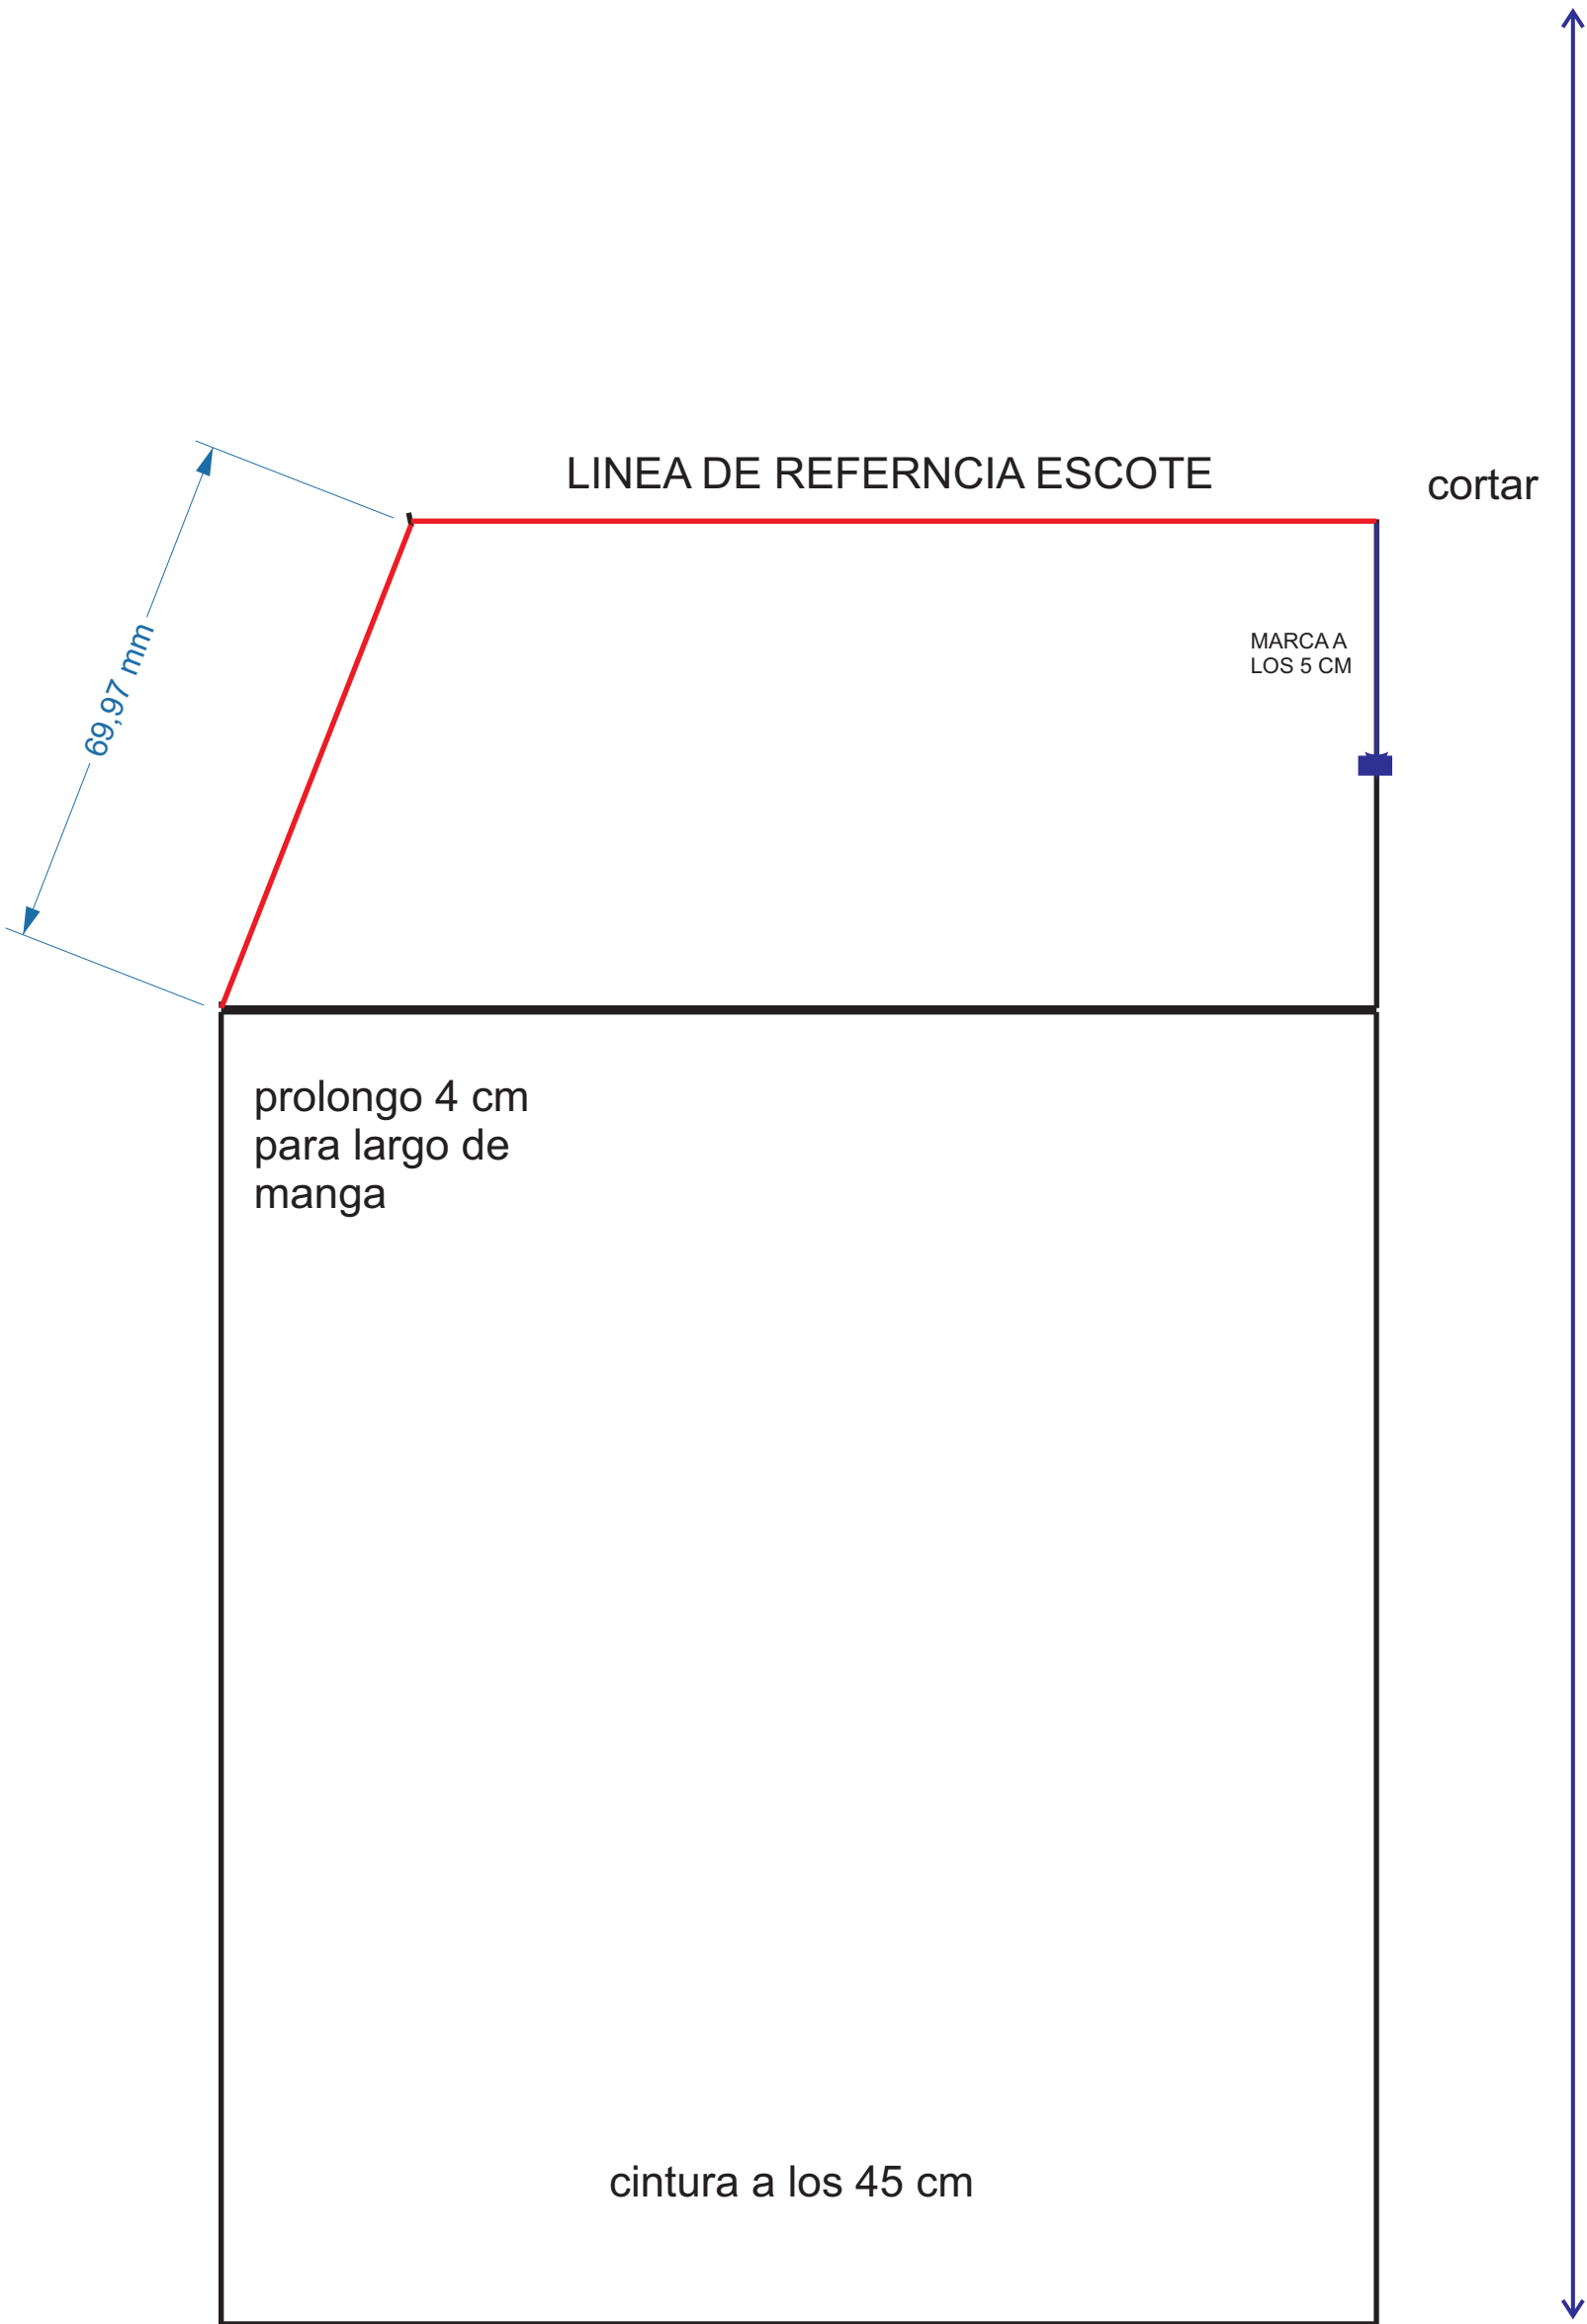 LINEA DE REFERNCIA ESCOTE
cortar
69,97 mm
MARCA A
LOS 5 CM
prolongo 4 cm
para largo de
manga
cintura a los 45 cm